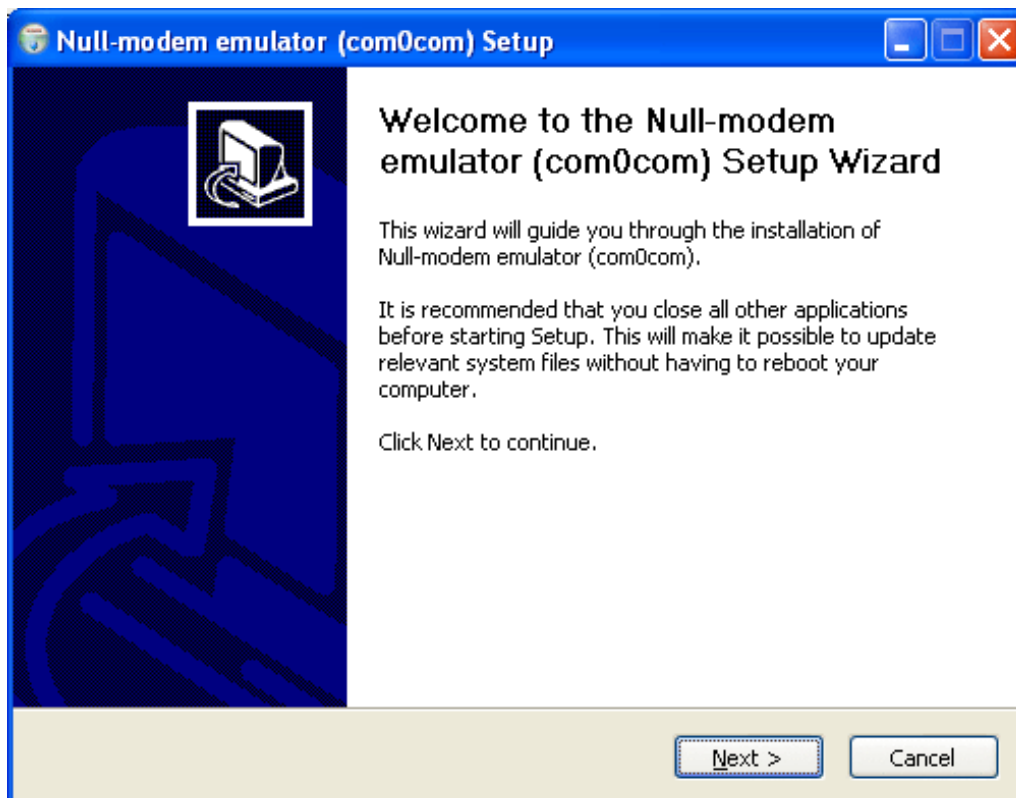 Null-modem emulator (com0com) Setup
Welcome to the Null-modem
emulator (com0com) Setup Wizard
This wizard will guide you through the installation of
Null-modem emulator (com0com).
It is recommended that you close all other applications
before starting Setup. This will make it possible to update
relevant system files without having to reboot your
computer.
Click Next to continue.
Next >
Cancel